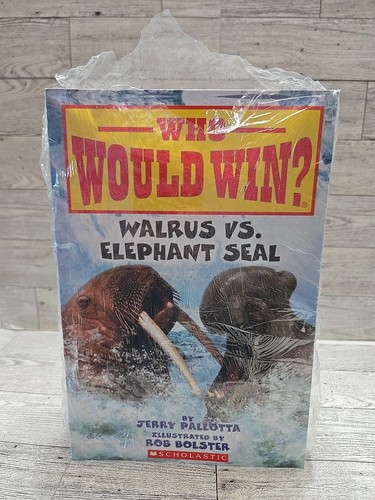 WHO
WOULD WIN?®
WALRUS VS.
ELEPHANT SEAL
BY
JERRY PALLOTTA
ILLUSTRATED BY
ROB BOLSTER
SCHOLASTIC